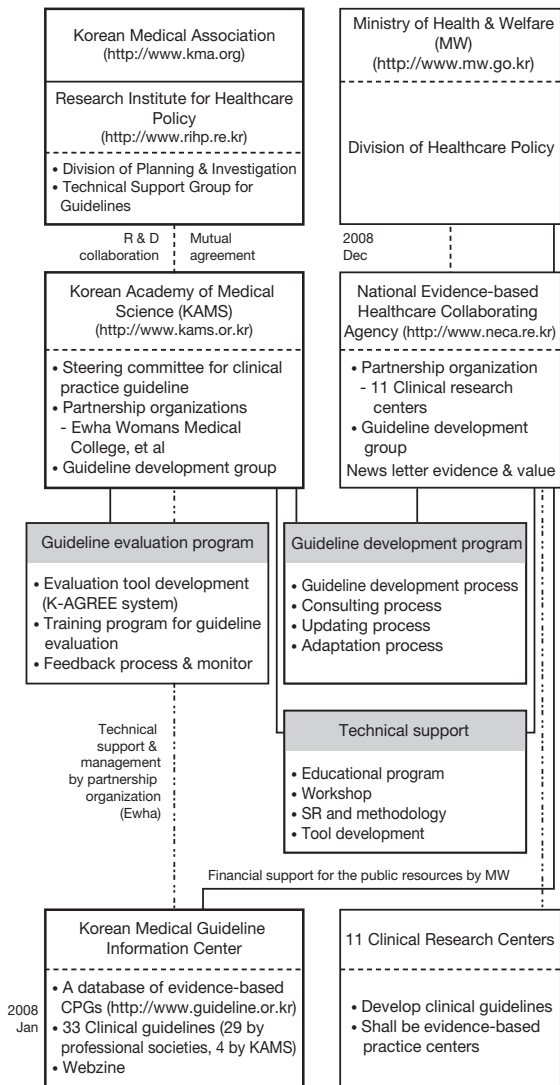 Korean Medical Association
(http://www.kma.org)
Research Institute for Healthcare
Policy
(http://www.rihp.re.kr)
• Division of Planning & Investigation
• Technical Support Group for
Guidelines
Ministry of Health & Welfare
(MW)
(http://www.mw.go.kr)
Division of Healthcare Policy
R & D
collaboration
Mutual
agreement
2008
Dec
Korean Academy of Medical
Science (KAMS)
(http://www.kams.or.kr)
• Steering committee for clinical
practice guideline
• Partnership organizations
- Ewha Womans Medical
College, et al
• Guideline development group
National Evidence-based
Healthcare Collaborating
Agency (http://www.neca.re.kr)
• Partnership organization
- 11 Clinical research
centers
• Guideline development
group
News letter evidence & value
Guideline evaluation program
• Evaluation tool development
(K-AGREE system)
• Training program for guideline
evaluation
• Feedback process & monitor
Guideline development program
• Guideline development process
• Consulting process
• Updating process
• Adaptation process
Technical
support &
management
by partnership
organization
(Ewha)
Technical support
• Educational program
• Workshop
• SR and methodology
• Tool development
Financial support for the public resources by MW
2008
Jan
Korean Medical Guideline
Information Center
• A database of evidence-based
CPGs (http://www.guideline.or.kr)
• 33 Clinical guidelines (29 by
professional societies, 4 by KAMS)
• Webzine
11 Clinical Research Centers
• Develop clinical guidelines
• Shall be evidence-based
practice centers